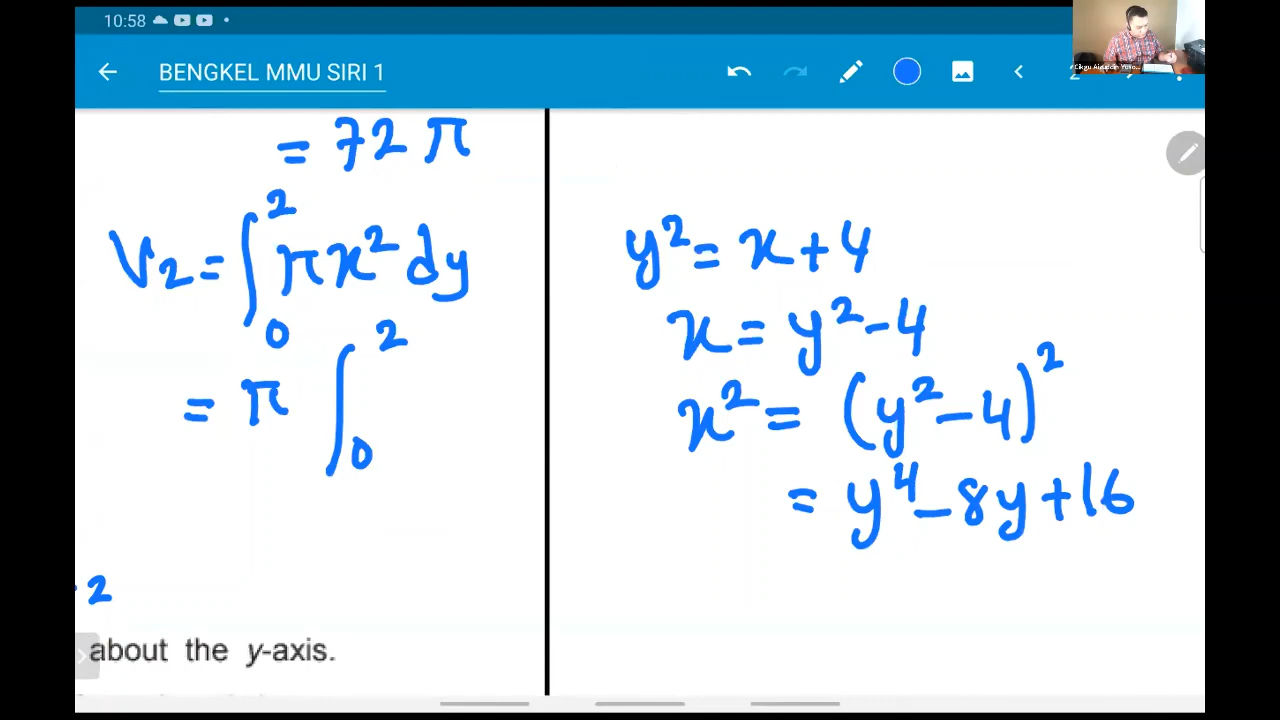 10:58
BENGKEL MMU SIRI 1
= 72 π
V₂ = ∫₀² πx² dy
= π ∫₀²
2
about the y-axis.
y² = x + 4
x = y² - 4
x² = (y² - 4)²
= y⁴ - 8y + 16